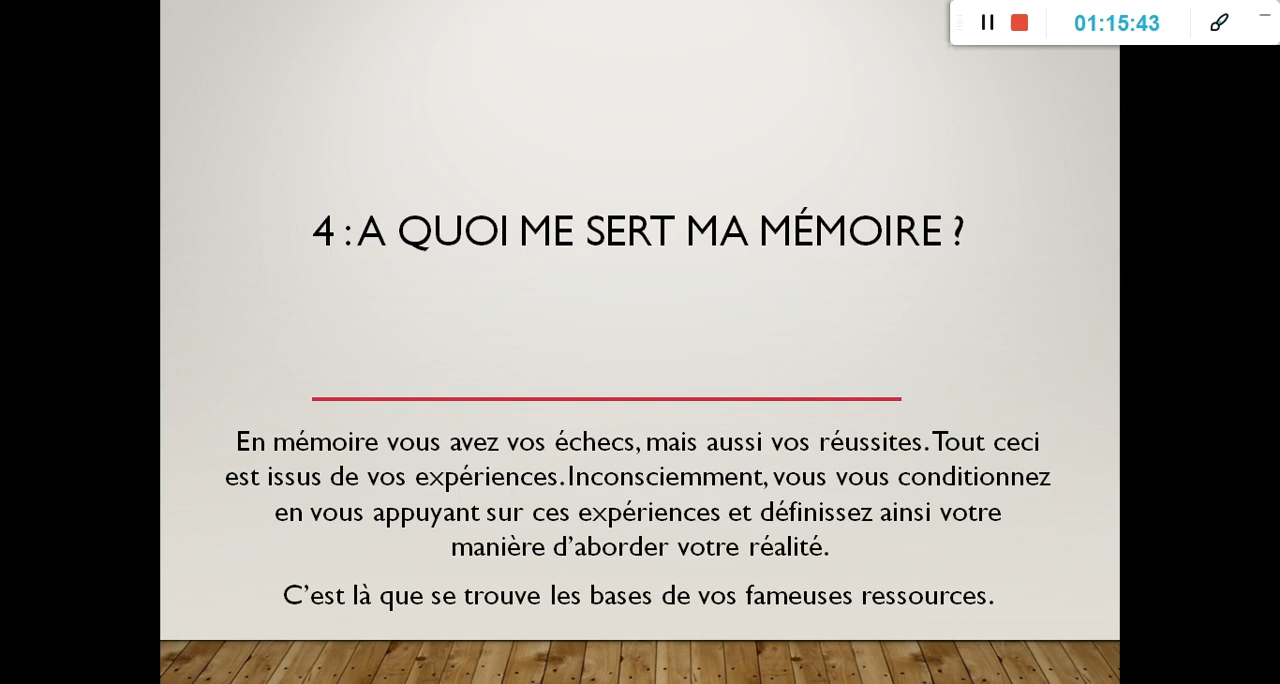 01:15:43
4 : A QUOI ME SERT MA MÉMOIRE ?
En mémoire vous avez vos échecs, mais aussi vos réussites. Tout ceci
est issus de vos expériences. Inconsciemment, vous vous conditionnez
en vous appuyant sur ces expériences et définissez ainsi votre
manière d’aborder votre réalité.
C’est là que se trouve les bases de vos fameuses ressources.